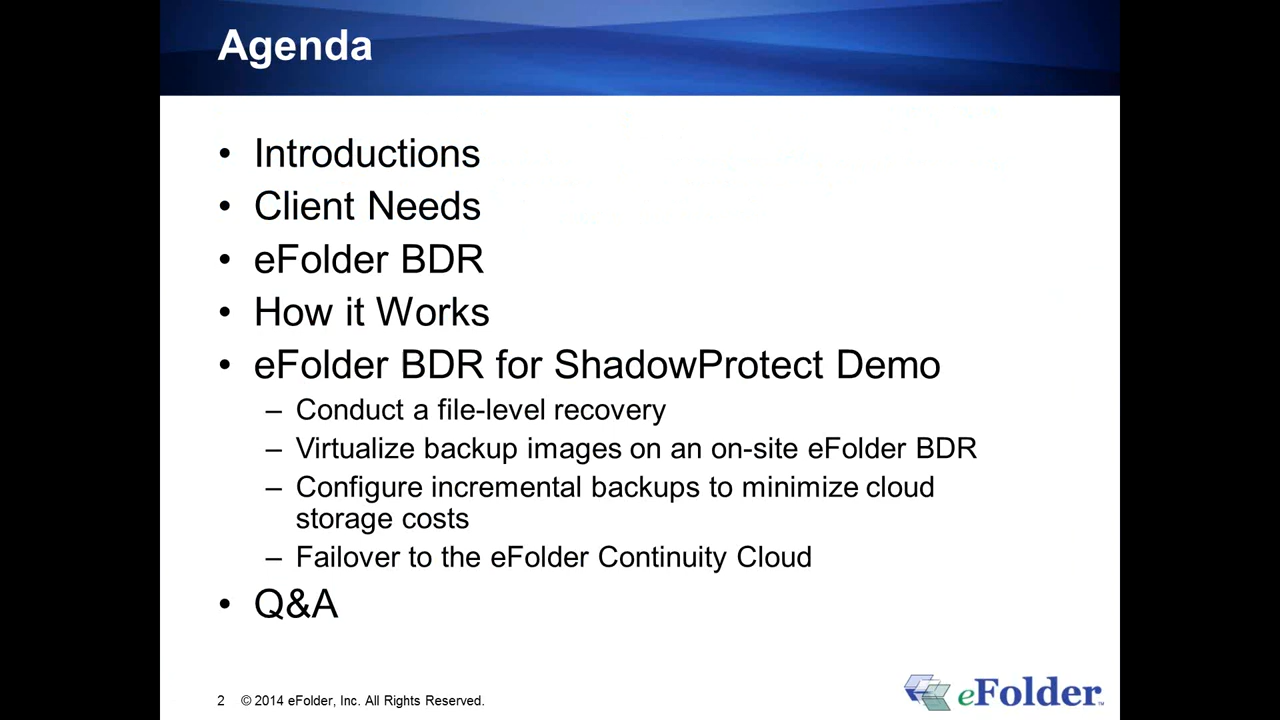 Agenda
• Introductions
• Client Needs
• eFolder BDR
• How it Works
• eFolder BDR for ShadowProtect Demo
– Conduct a file-level recovery
– Virtualize backup images on an on-site eFolder BDR
– Configure incremental backups to minimize cloud
storage costs
– Failover to the eFolder Continuity Cloud
• Q&A
2 © 2014 eFolder, Inc. All Rights Reserved.
eFolder™